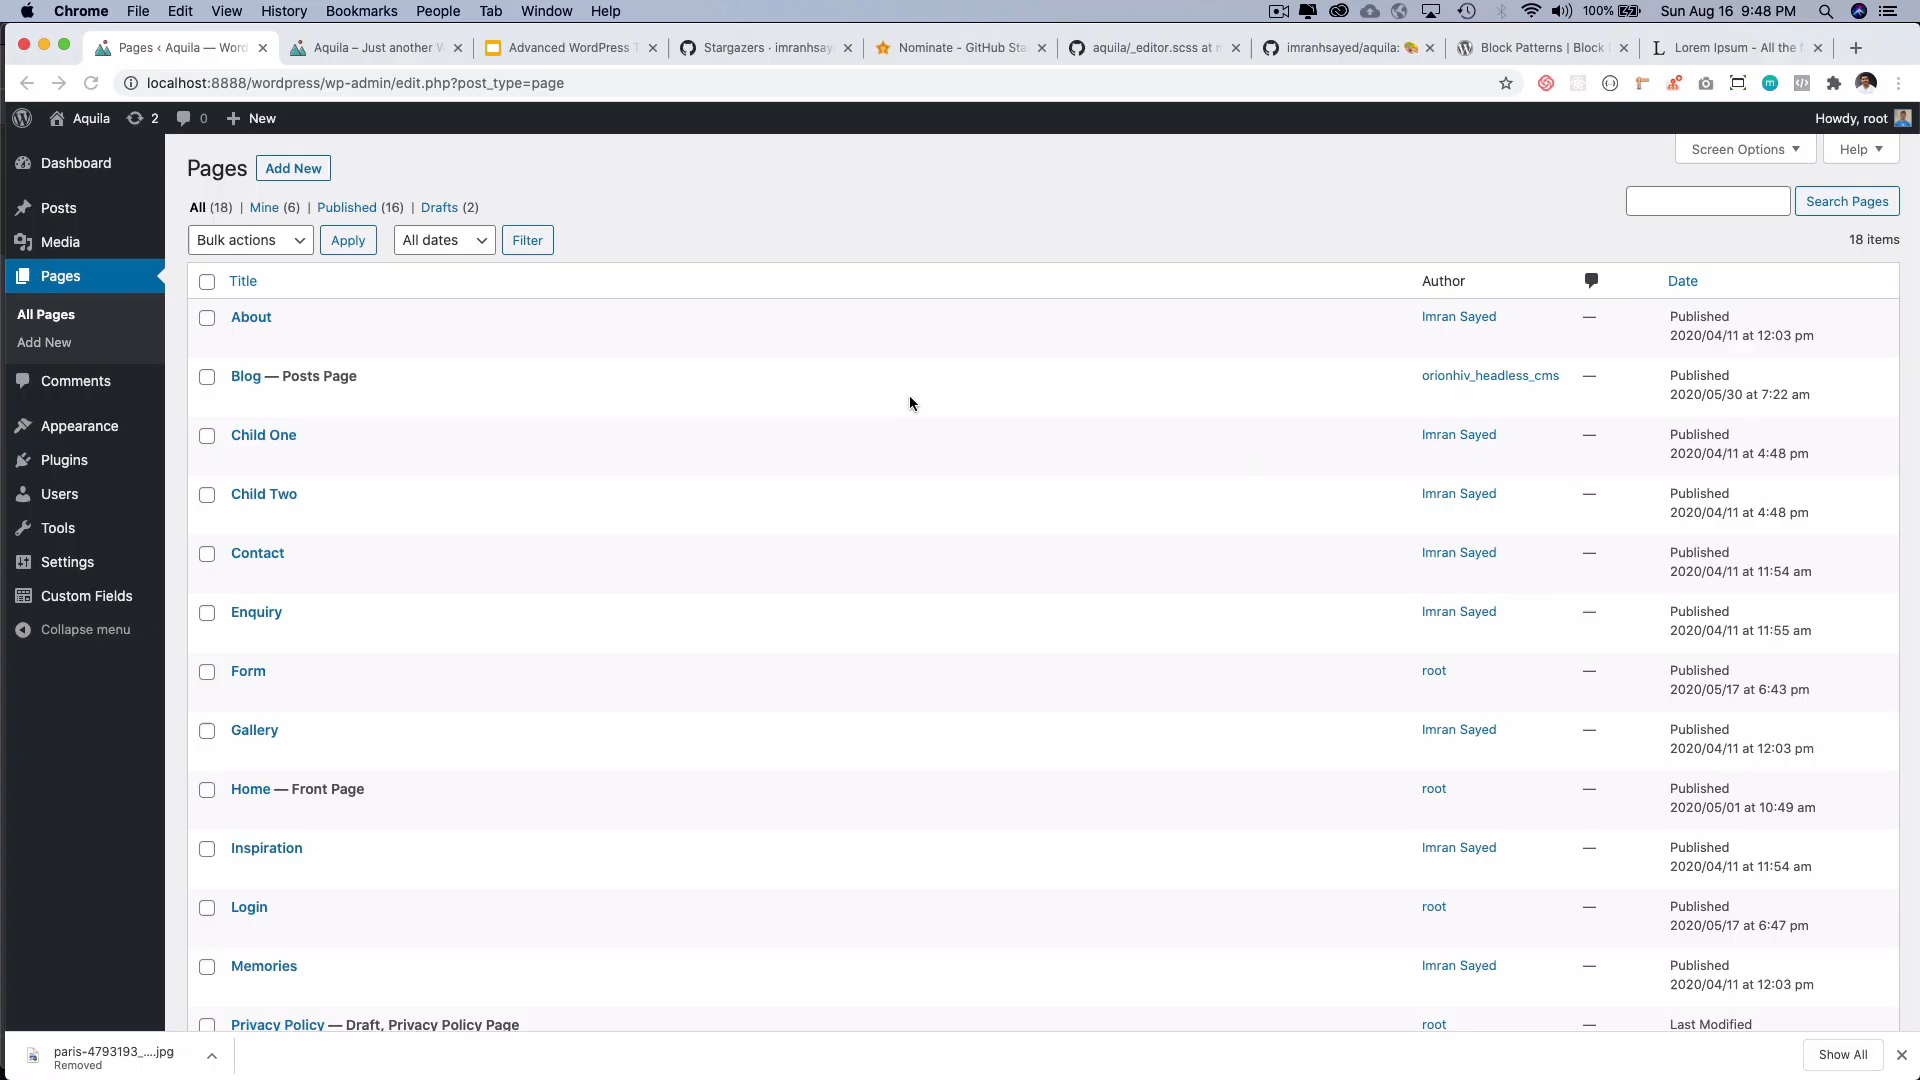 Chrome File Edit View History Bookmarks People Tab Window Help 100% Sun Aug 16 9:48 PM
Pages ‹ Aquila — Word Aquila – Just another W Advanced WordPress T Stargazers · imranhsay Nominate - GitHub Sta aquila/_editor.scss at m imranhsayed/aquila: Block Patterns | Block Lorem Ipsum - All the f
localhost:8888/wordpress/wp-admin/edit.php?post_type=page
Aquila 2 0 New Howdy, root
Dashboard
Posts
Media
Pages
All Pages
Add New
Comments
Appearance
Plugins
Users
Tools
Settings
Custom Fields
Collapse menu
Screen Options Help
Pages Add New
All (18) | Mine (6) | Published (16) | Drafts (2)
Search Pages
Bulk actions Apply All dates Filter
18 items
Title Author Date
About Imran Sayed — Published
2020/04/11 at 12:03 pm
Blog — Posts Page orionhiv_headless_cms — Published
2020/05/30 at 7:22 am
Child One Imran Sayed — Published
2020/04/11 at 4:48 pm
Child Two Imran Sayed — Published
2020/04/11 at 4:48 pm
Contact Imran Sayed — Published
2020/04/11 at 11:54 am
Enquiry Imran Sayed — Published
2020/04/11 at 11:55 am
Form root — Published
2020/05/17 at 6:43 pm
Gallery Imran Sayed — Published
2020/04/11 at 12:03 pm
Home — Front Page root — Published
2020/05/01 at 10:49 am
Inspiration Imran Sayed — Published
2020/04/11 at 11:54 am
Login root — Published
2020/05/17 at 6:47 pm
Memories Imran Sayed — Published
2020/04/11 at 12:03 pm
Privacy Policy — Draft, Privacy Policy Page root — Last Modified
paris-4793193_....jpg
Removed
Show All